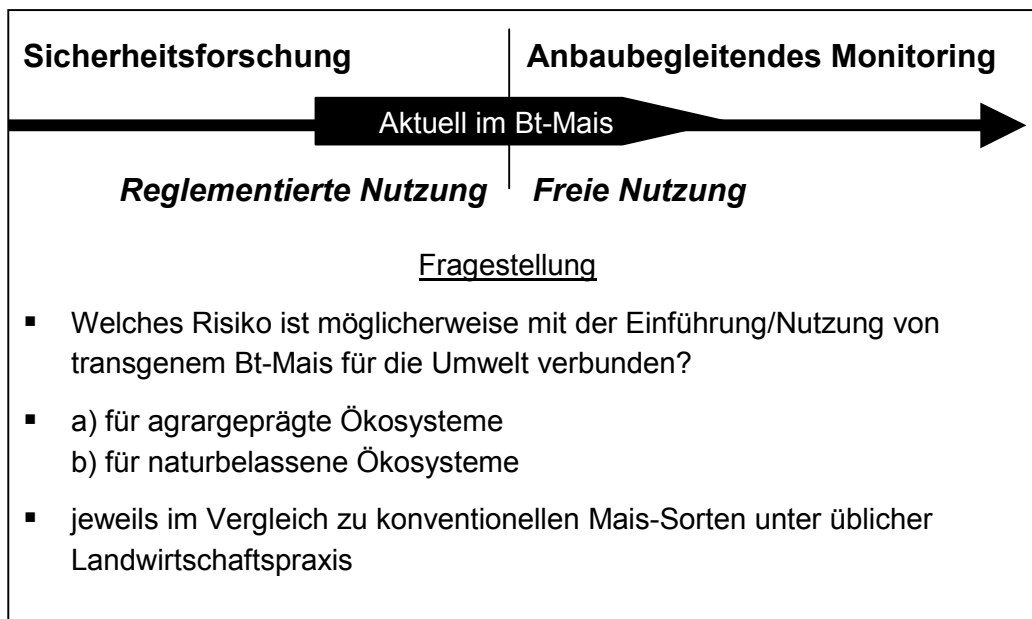 Sicherheitsforschung
Anbaubegleitendes Monitoring
Aktuell im Bt-Mais
Reglementierte Nutzung
Freie Nutzung
Fragestellung
▪ Welches Risiko ist möglicherweise mit der Einführung/Nutzung von
transgenem Bt-Mais für die Umwelt verbunden?
▪ a) für agrargeprägte Ökosysteme
b) für naturbelassene Ökosysteme
▪ jeweils im Vergleich zu konventionellen Mais-Sorten unter üblicher
Landwirtschaftspraxis